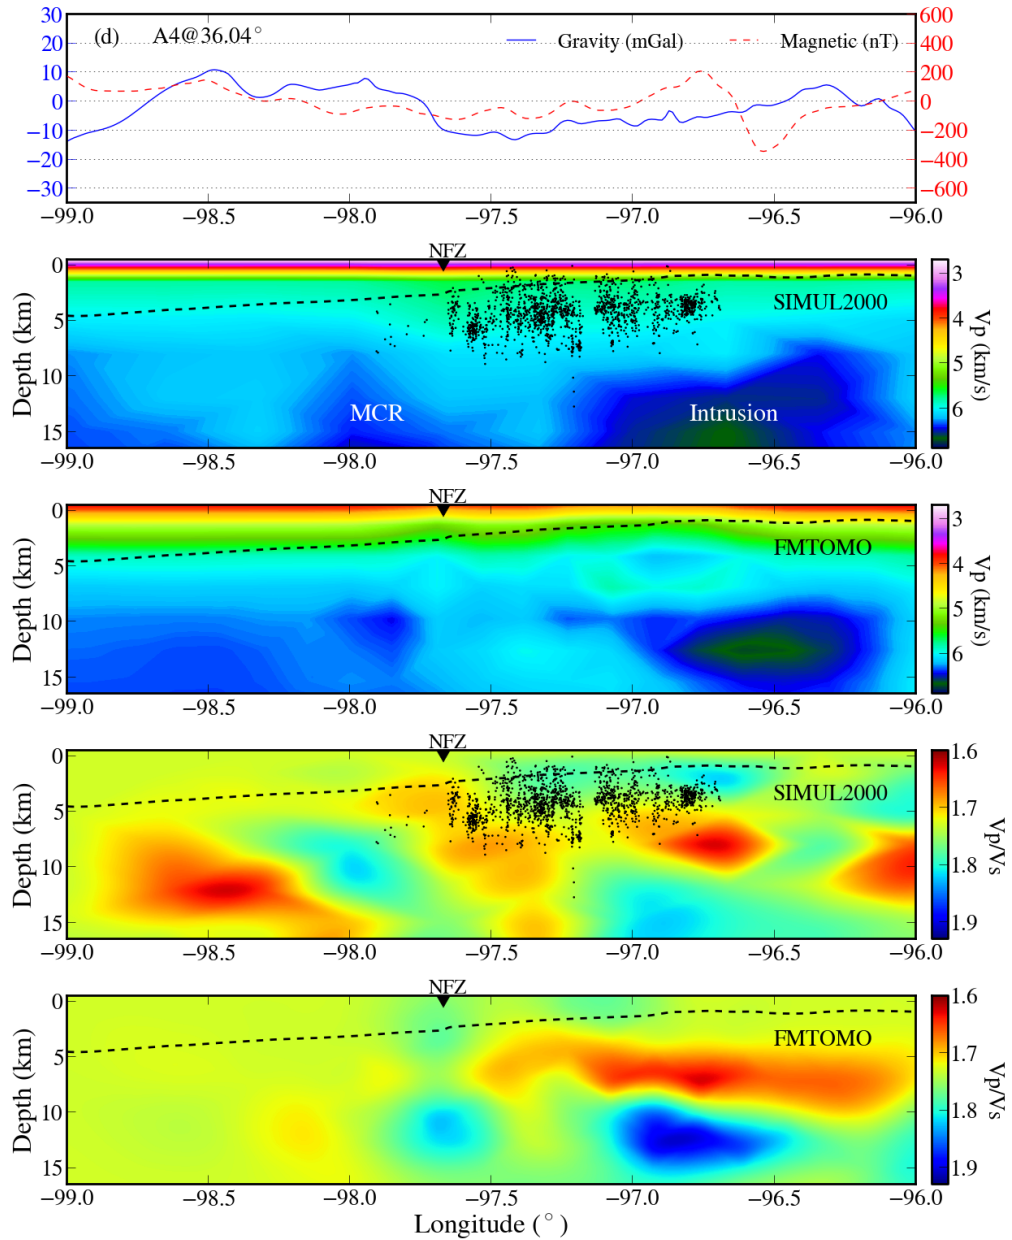 (d) A4@36.04°
Gravity (mGal) Magnetic (nT)
30 20 10 0 −10 −20 −30
600 400 200 0 −200 −400 −600
−99.0 −98.5 −98.0 −97.5 −97.0 −96.5 −96.0
NFZ
SIMUL2000
MCR Intrusion
Depth (km)
0 5 10 15
3 4 5 6
Vp (km/s)
−99.0 −98.5 −98.0 −97.5 −97.0 −96.5 −96.0
NFZ
FMTOMO
Depth (km)
0 5 10 15
3 4 5 6
Vp (km/s)
−99.0 −98.5 −98.0 −97.5 −97.0 −96.5 −96.0
NFZ
SIMUL2000
Depth (km)
0 5 10 15
1.6 1.7 1.8 1.9
Vp/Vs
−99.0 −98.5 −98.0 −97.5 −97.0 −96.5 −96.0
NFZ
FMTOMO
Depth (km)
0 5 10 15
1.6 1.7 1.8 1.9
Vp/Vs
−99.0 −98.5 −98.0 −97.5 −97.0 −96.5 −96.0
Longitude (°)